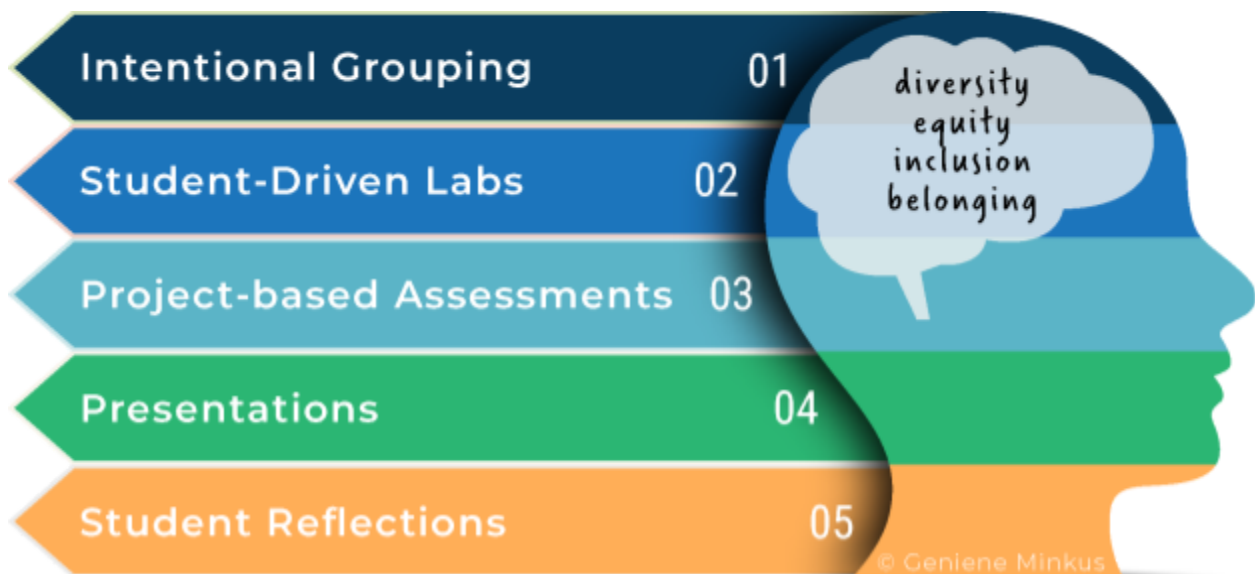 Intentional Grouping 01
Student-Driven Labs 02
Project-based Assessments 03
Presentations 04
Student Reflections 05
diversity
equity
inclusion
belonging
© Geniene Minkus